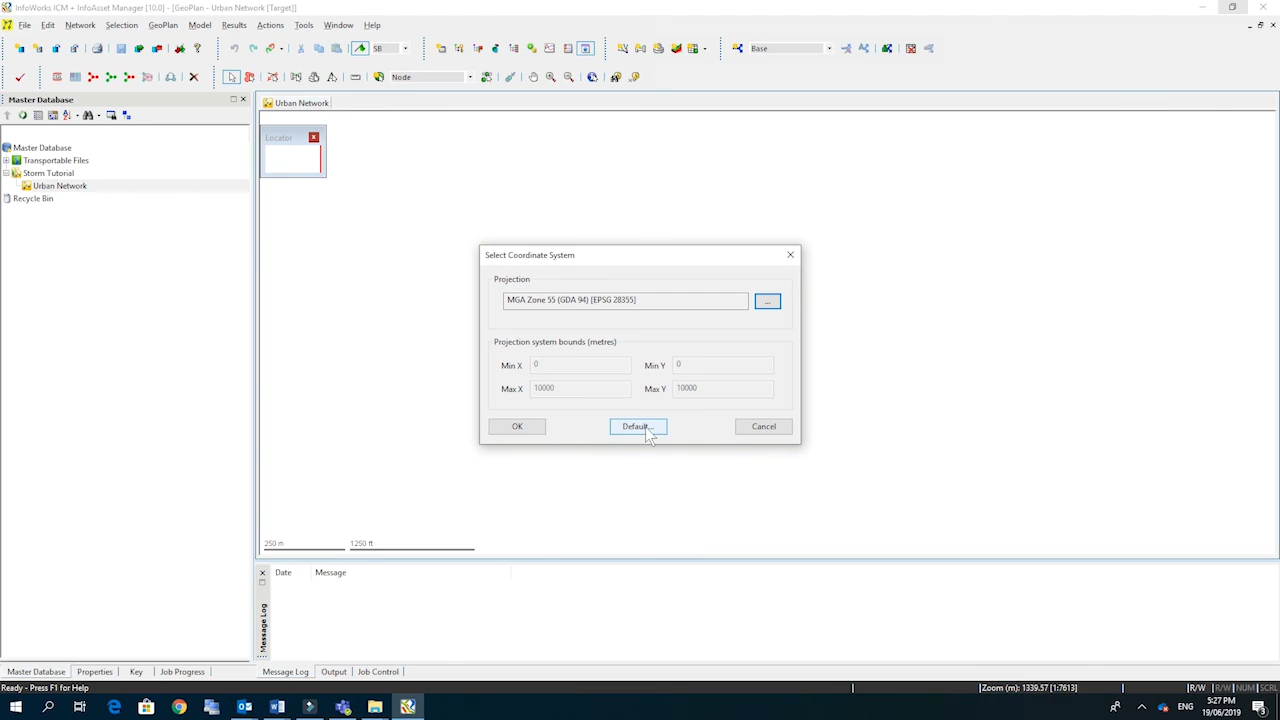 InfoWorks ICM + InfoAsset Manager [10.0] - [GeoPlan - Urban Network [Target]]
File Edit Network Selection GeoPlan Model Results Actions Tools Window Help
SB Base
Node
Master Database
Urban Network
Locator
Master Database
Transportable Files
Storm Tutorial
Urban Network
Recycle Bin
Select Coordinate System
Projection
MGA Zone 55 (GDA 94) [EPSG 28355] ...
Projection system bounds (metres)
Min X 0 Min Y 0
Max X 10000 Max Y 10000
OK Default... Cancel
250 m 1250 ft
Date Message
Message Log
Master Database Properties Key Job Progress Message Log Output Job Control
Ready - Press F1 for Help Zoom (m): 1339.57 [1:7613] R/W R/W NUM SCRL
ENG 5:27 PM
19/06/2019 3